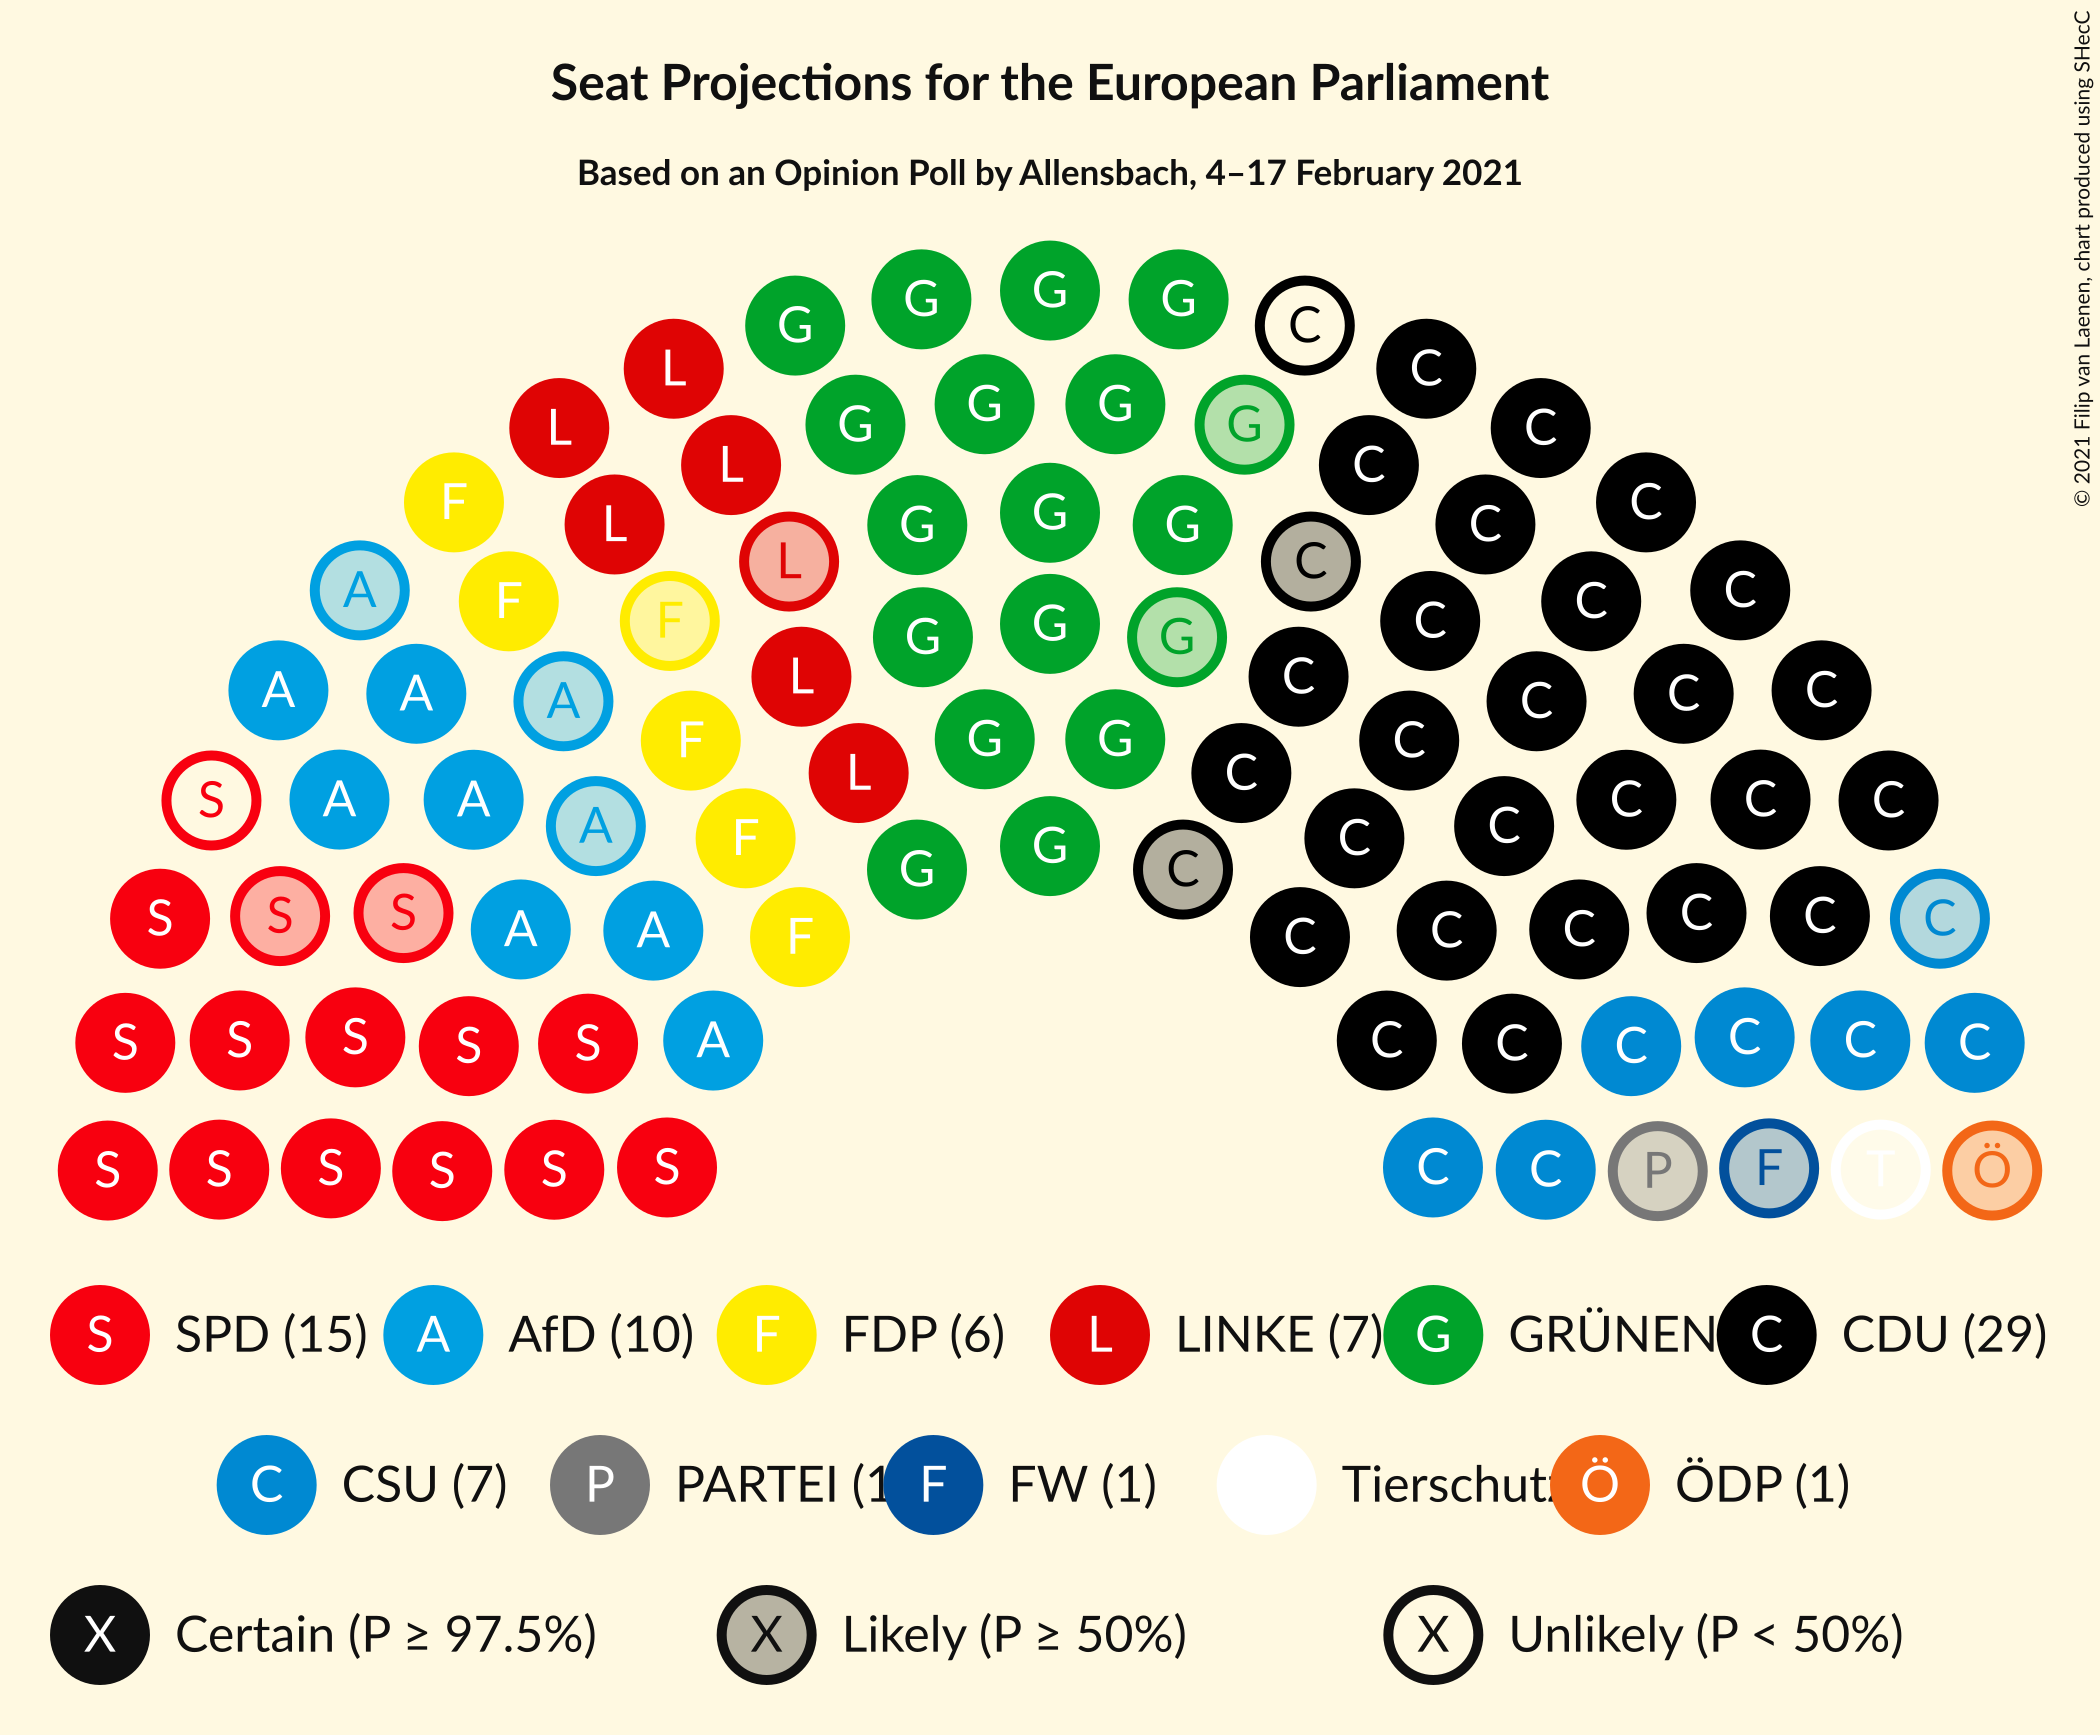 Seat Projections for the European Parliament
Based on an Opinion Poll by Allensbach, 4–17 February 2021
© 2021 Filip van Laenen, chart produced using SHecC
G G G G C
L G G G G C
L L G G G C C
F L L G G G C C C
A F F L G G G C C C C
A A A F L G G C C C C C
S A A A F G G C C C C C C
S S S A A F C C C C C C
S S S S S A C C C C C C
S S S S S S C C P F T Ö
S SPD (15) A AfD (10) F FDP (6) L LINKE (7) G GRÜNEN C CDU (29)
C CSU (7) P PARTEI (1 F FW (1) Tierschutz Ö ÖDP (1)
X Certain (P ≥ 97.5%) X Likely (P ≥ 50%) X Unlikely (P < 50%)